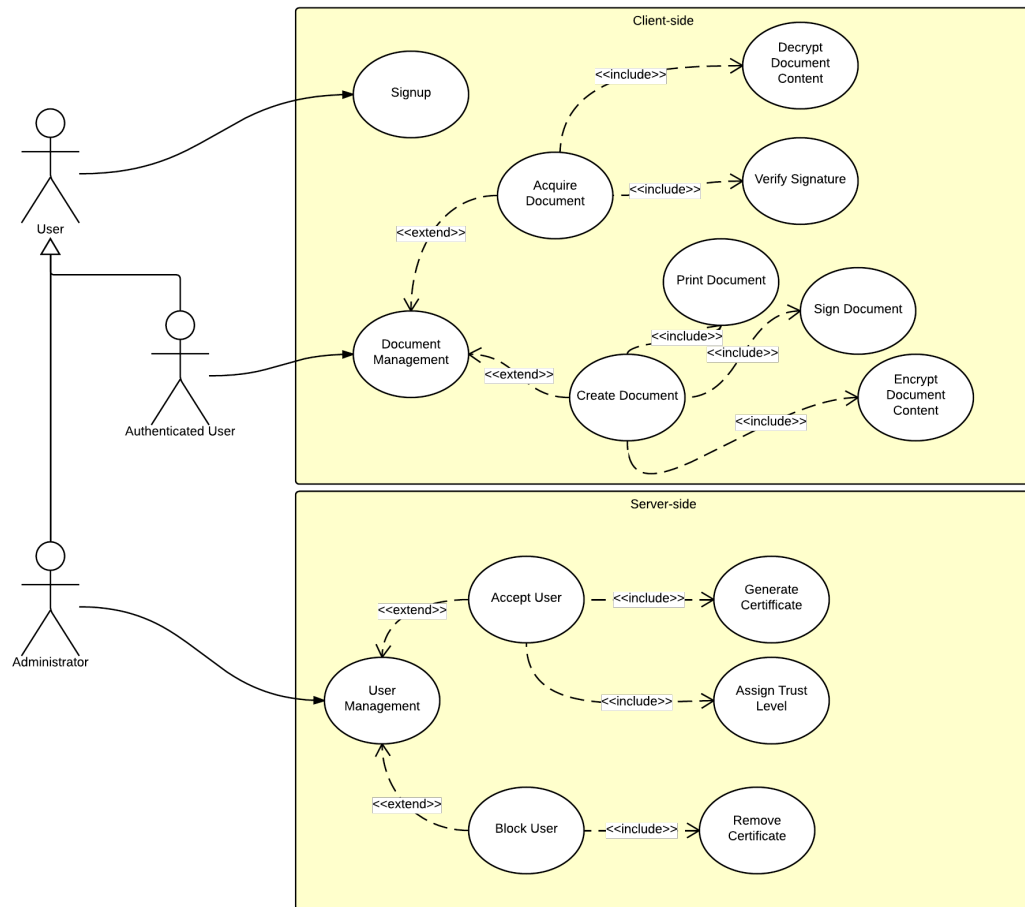 Client-side
Decrypt
Document
Content
<<include>>
Signup
Acquire
Document
Verify Signature
<<include>>
User
<<extend>>
Print Document
Sign Document
<<include>>
<<include>>
Document
Management
<<extend>>
Create Document
Encrypt
Document
Content
<<include>>
Authenticated User
Server-side
Accept User
<<include>>
Generate
Certifficate
<<extend>>
Administrator
User
Management
<<include>>
Assign Trust
Level
<<extend>>
Block User
<<include>>
Remove
Certificate